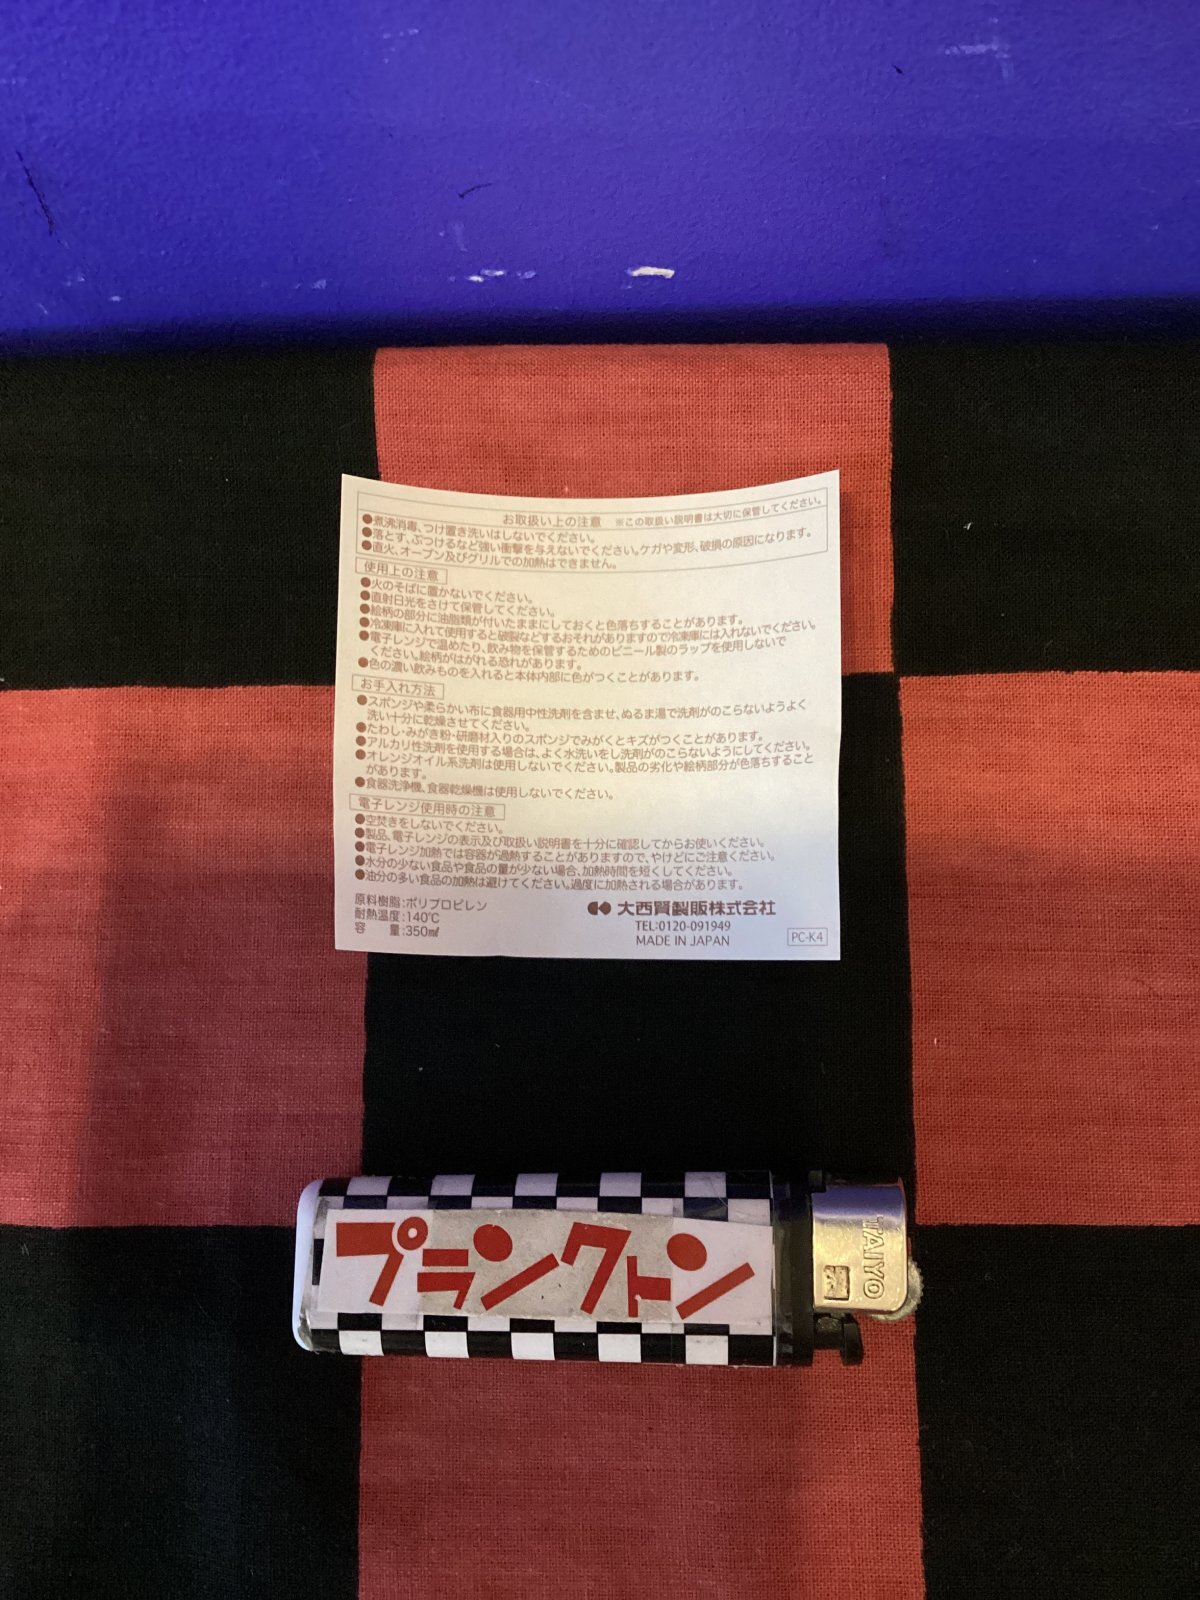 お取扱い上の注意 ※この取扱い説明書は大切に保管してください。
●煮沸消毒、つけ置き洗いはしないでください。
●落とす、ぶつけるなど強い衝撃を与えないでください。ケガや変形、破損の原因になります。
●直火、オーブン及びグリルでの加熱はできません。
使用上の注意
●火のそばに置かないでください。
●直射日光をさけて保管してください。
●絵柄の部分に油脂類が付いたままにしておくと色落ちすることがあります。
●冷凍庫に入れて使用すると破裂などするおそれがありますので冷凍庫には入れないでください。
●電子レンジで温めたり、飲み物を保管するためのビニール製のラップを使用しないで
ください。絵柄がはがれる恐れがあります。
●色の濃い飲みものを入れると本体内部に色がつくことがあります。
お手入れ方法
●スポンジや柔らかい布に食器用中性洗剤を含ませ、ぬるま湯で洗剤がのこらないようよく
洗い十分に乾燥させてください。
●たわし・みがき粉・研磨材入りのスポンジでみがくとキズがつくことがあります。
●アルカリ性洗剤を使用する場合は、よく水洗いをし洗剤がのこらないようにしてください。
●オレンジオイル系洗剤は使用しないでください。製品の劣化や絵柄部分が色落ちすること
があります。
●食器洗浄機、食器乾燥機は使用しないでください。
電子レンジ使用時の注意
●空焚きをしないでください。
●製品、電子レンジの表示及び取扱い説明書を十分に確認してからお使いください。
●電子レンジ加熱では容器が過熱することがありますので、やけどにご注意ください。
●水分の少ない食品や食品の量が少ない場合、加熱時間を短くしてください。
●油分の多い食品の加熱は避けてください。過度に加熱される場合があります。
原料樹脂:ポリプロピレン
耐熱温度:140℃
容 量:350㎖
大西賢製販株式会社
TEL:0120-091949
MADE IN JAPAN
PC-K4
プランクトン
TAIYO